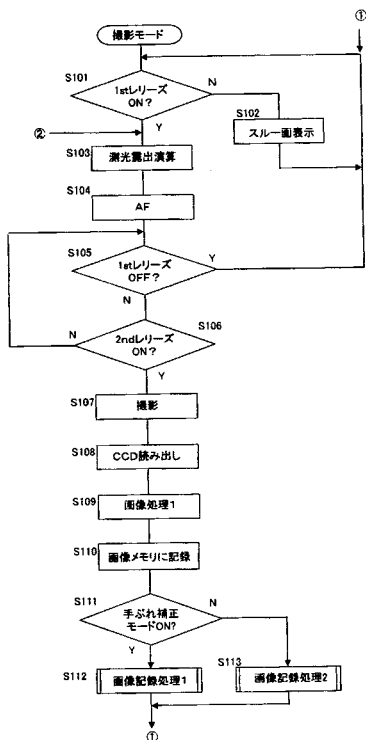 ①
撮影モード
S101
1stレリーズ
ON？
N
Y
S102
スルー画表示
②
S103
測光露出演算
S104
AF
S105
1stレリーズ
OFF？
Y
N
S106
2ndレリーズ
ON？
N
Y
S107
撮影
S108
CCD読み出し
S109
画像処理1
S110
画像メモリに記録
S111
手ぶれ補正
モードON？
N
Y
S112
画像記録処理1
S113
画像記録処理2
①